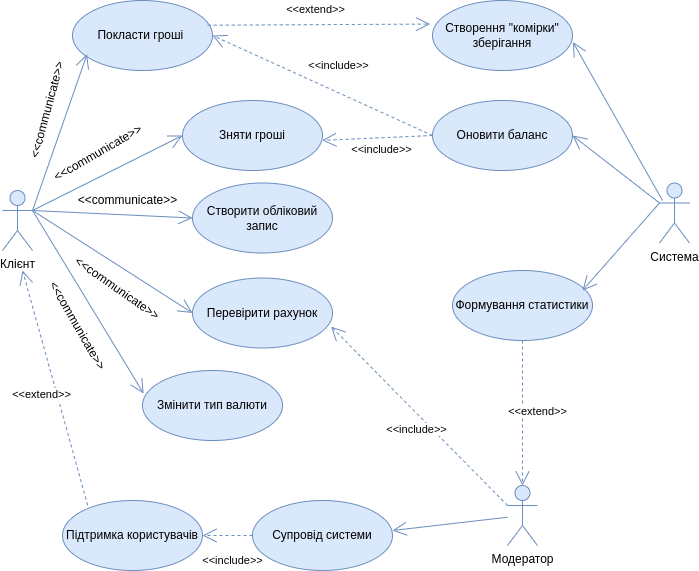 <<extend>>
Покласти гроші
Створення "комірки"
зберігання
<<include>>
<<communicate>>
<<communicate>>
Зняти гроші
<<include>>
Оновити баланс
<<communicate>>
Створити обліковий
запис
Клієнт
Система
<<communicate>>
<<communicate>>
Перевірити рахунок
Формування статистики
<<extend>>
Змінити тип валюти
<<extend>>
<<include>>
Підтримка користувачів
<<include>>
Супровід системи
Модератор